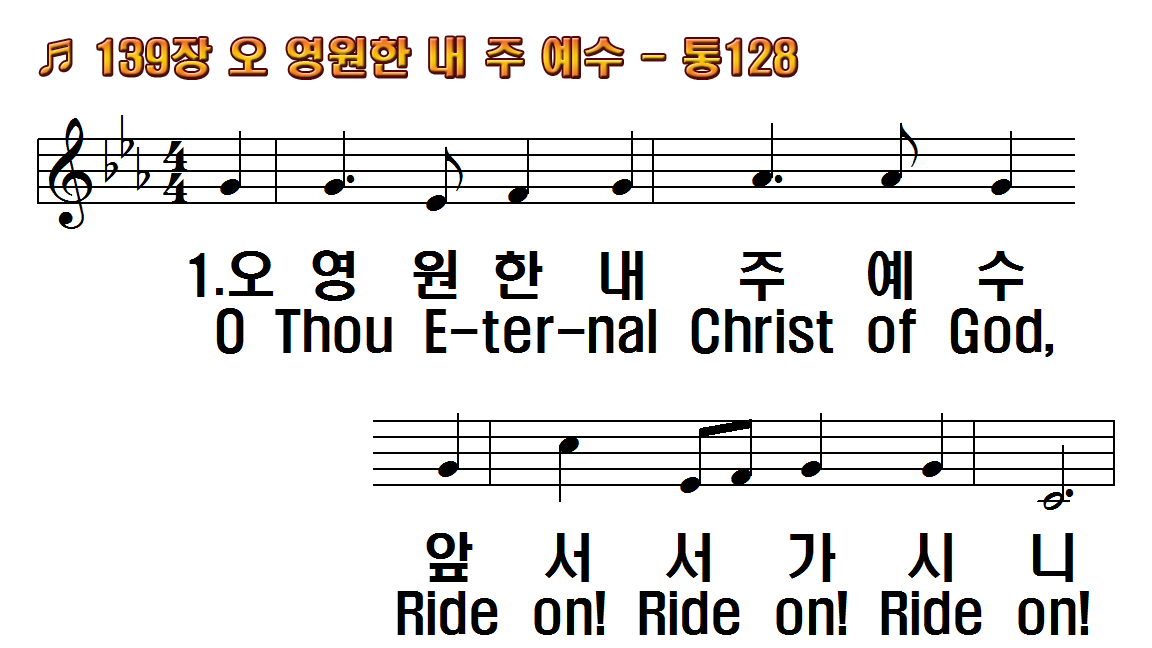 ♬ 139장 오 영원한 내 주 예수 - 통128
1.오 영 원 한 내 주 예 수
O Thou E-ter-nal Christ of God,
앞 서 서 가 시 니
Ride on! Ride on! Ride on!